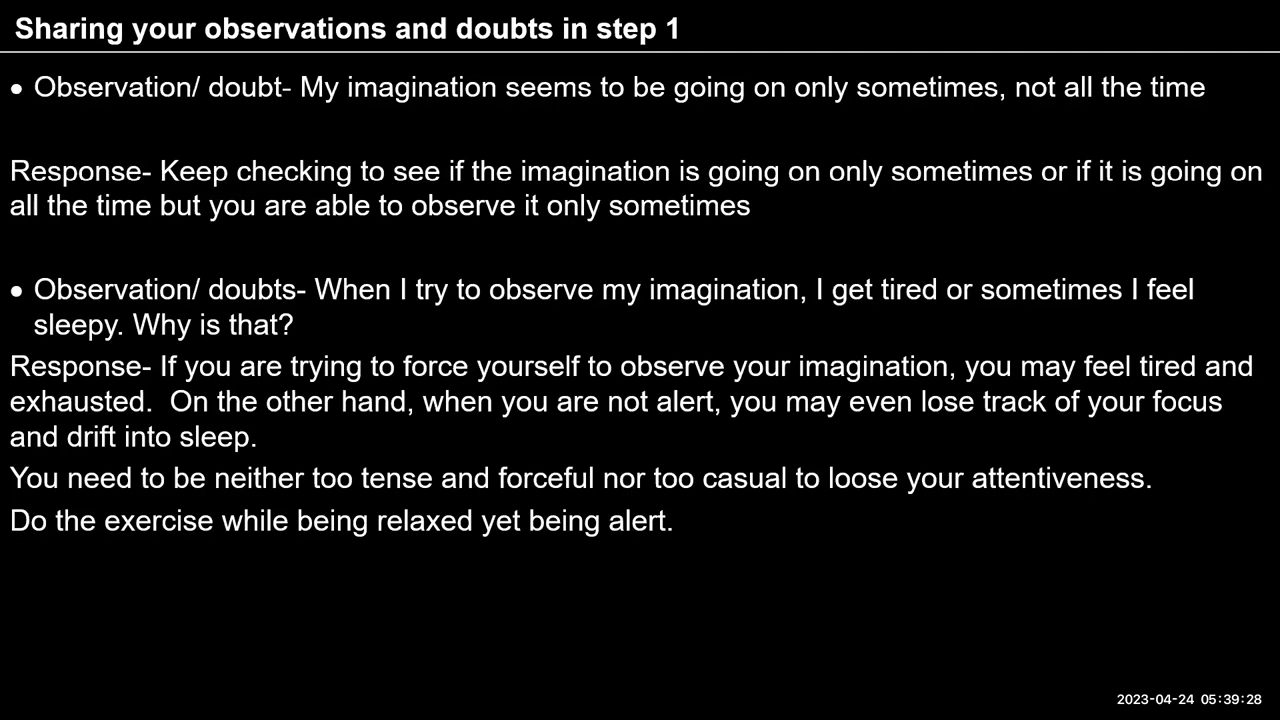 Sharing your observations and doubts in step 1
• Observation/ doubt- My imagination seems to be going on only sometimes, not all the time
Response- Keep checking to see if the imagination is going on only sometimes or if it is going on
all the time but you are able to observe it only sometimes
• Observation/ doubts- When I try to observe my imagination, I get tired or sometimes I feel
sleepy. Why is that?
Response- If you are trying to force yourself to observe your imagination, you may feel tired and
exhausted.  On the other hand, when you are not alert, you may even lose track of your focus
and drift into sleep.
You need to be neither too tense and forceful nor too casual to loose your attentiveness.
Do the exercise while being relaxed yet being alert.
2023-04-24 05:39:28